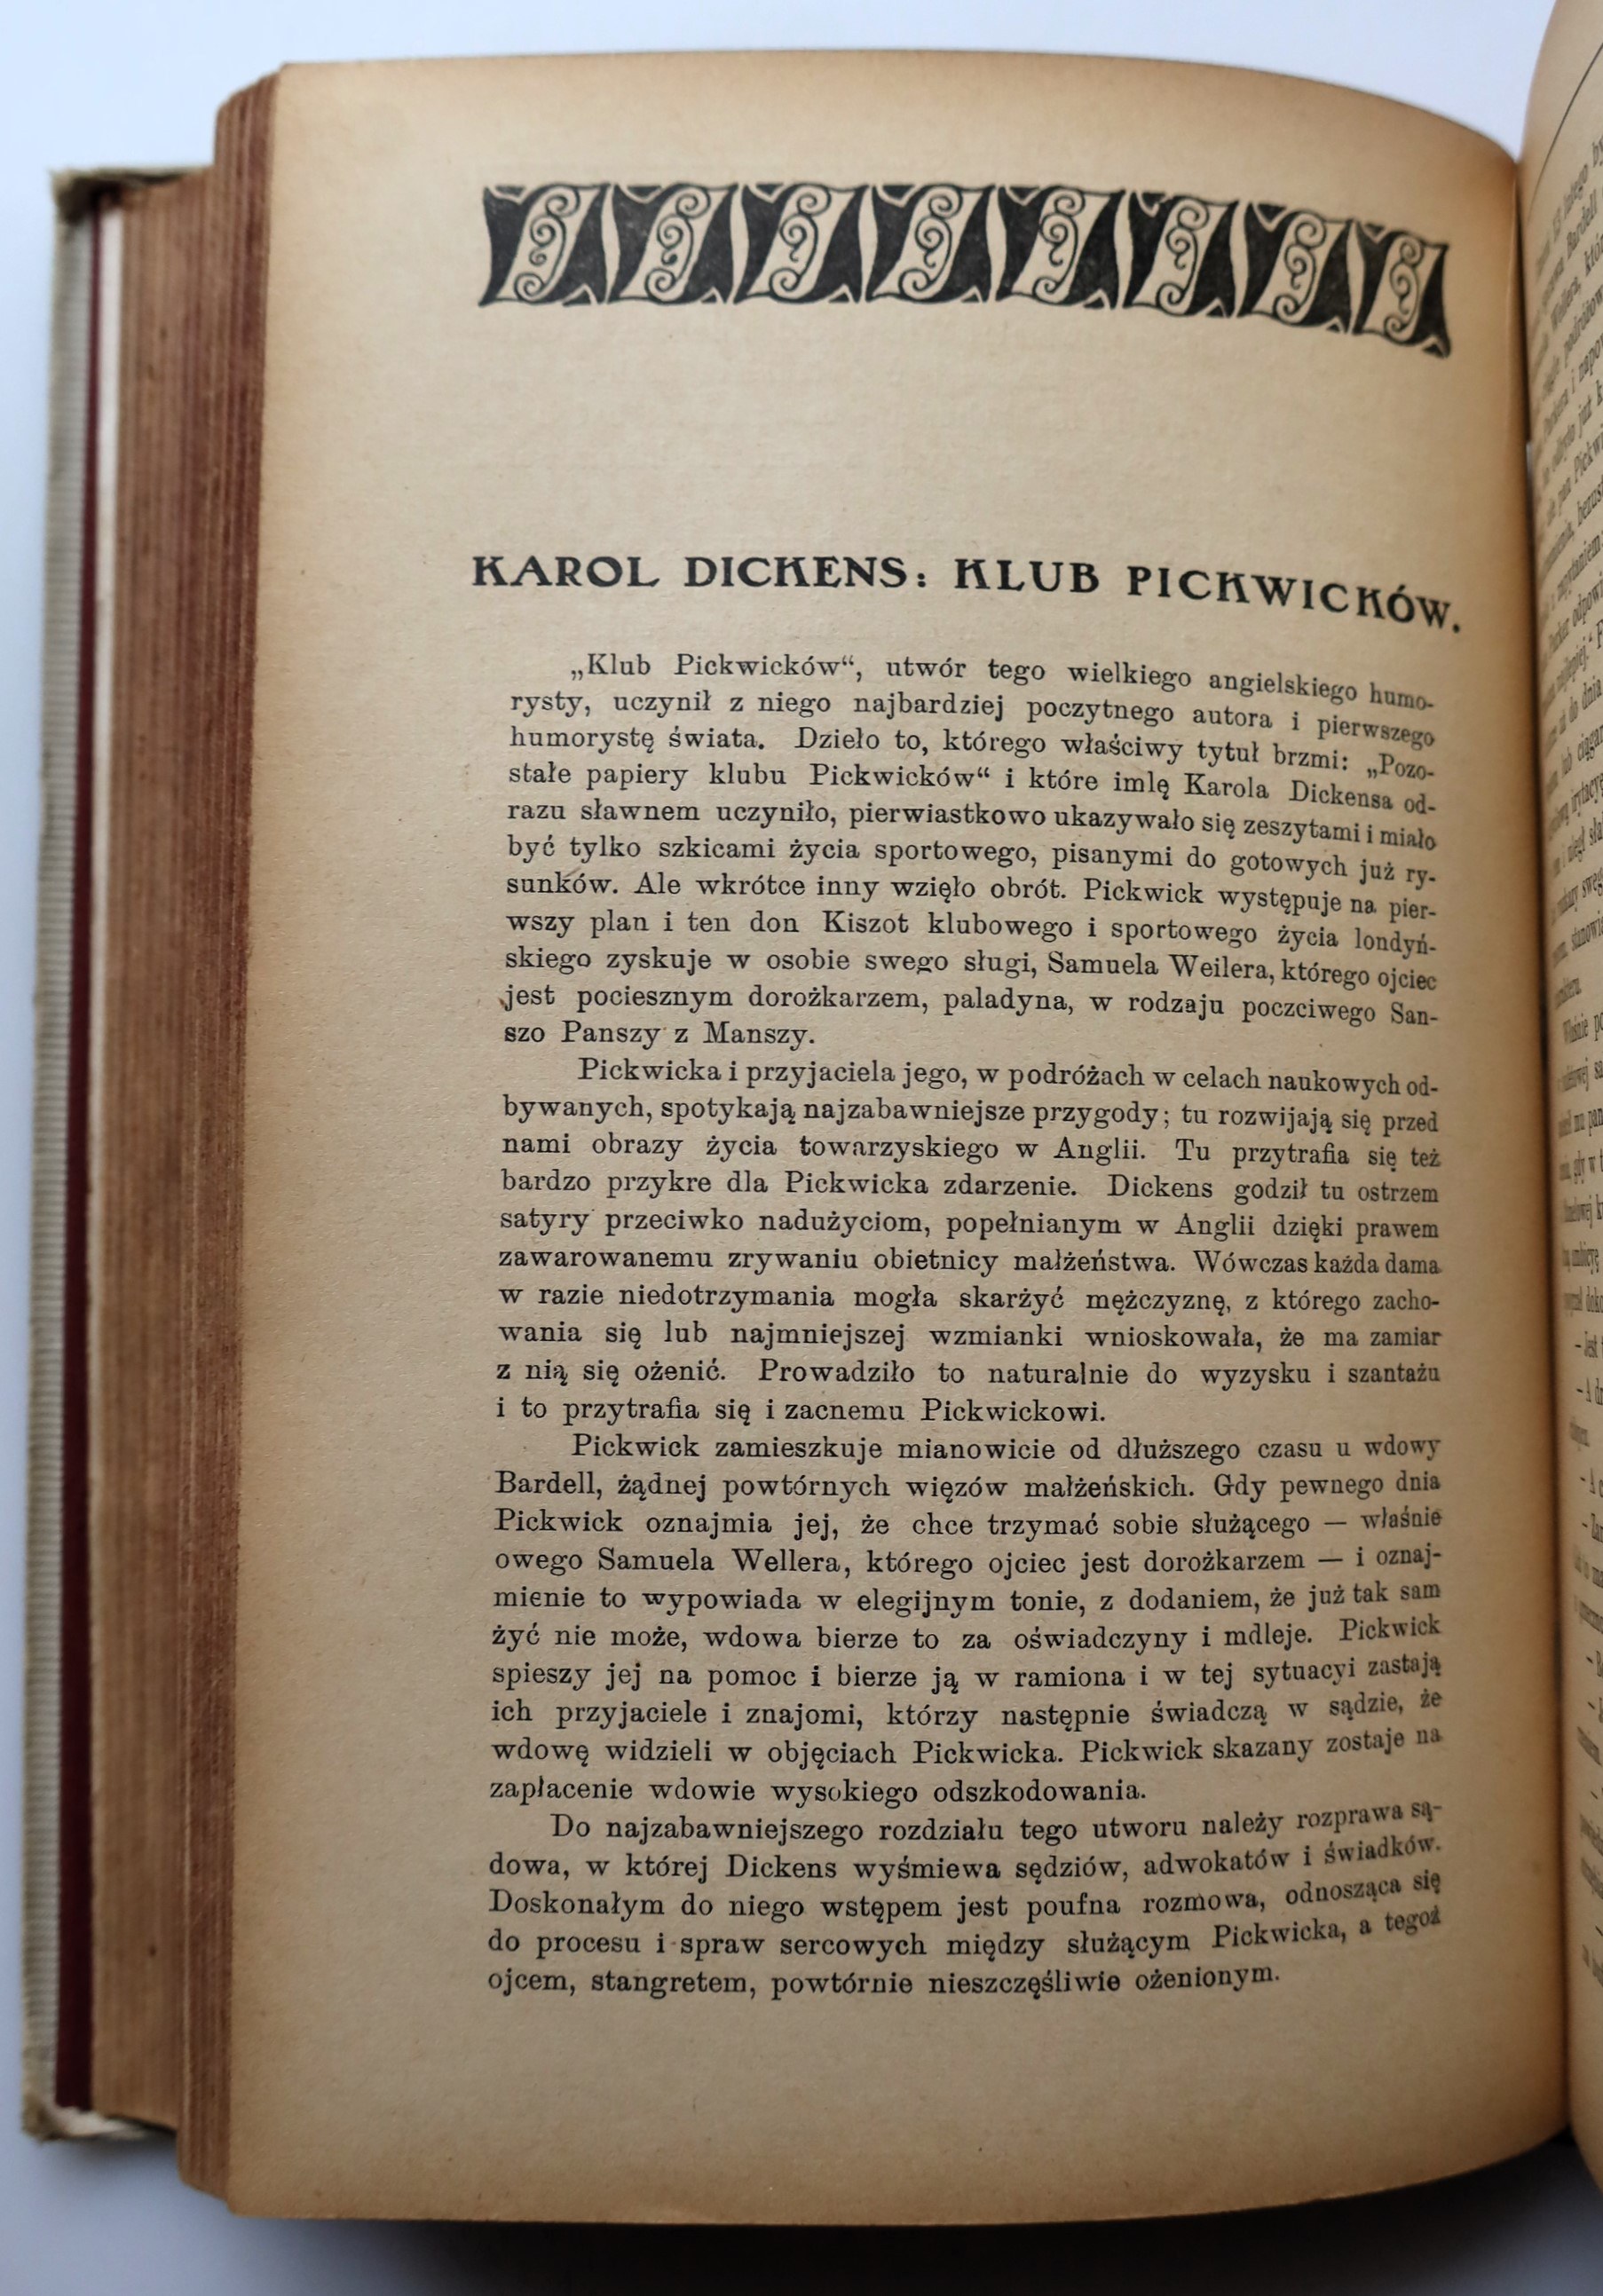 KAROL DICKENS: KLUB PICKWICKÓW.
„Klub Pickwicków“, utwór tego wielkiego angielskiego humo-
rysty, uczynił z niego najbardziej poczytnego autora i pierwszego
humorystę świata. Dzieło to, którego właściwy tytuł brzmi: „Pozo-
stałe papiery klubu Pickwicków“ i które imlę Karola Dickensa od-
razu sławnem uczyniło, pierwiastkowo ukazywało się zeszytami i miało
być tylko szkicami życia sportowego, pisanymi do gotowych już ry-
sunków. Ale wkrótce inny wzięło obrót. Pickwick występuje na pier-
wszy plan i ten don Kiszot klubowego i sportowego życia londyń-
skiego zyskuje w osobie swego sługi, Samuela Weilera, którego ojciec
jest pociesznym dorożkarzem, paladyna, w rodzaju poczciwego San-
szo Panszy z Manszy.
Pickwicka i przyjaciela jego, w podróżach w celach naukowych od-
bywanych, spotykają najzabawniejsze przygody; tu rozwijają się przed
nami obrazy życia towarzyskiego w Anglii. Tu przytrafia się też
bardzo przykre dla Pickwicka zdarzenie. Dickens godził tu ostrzem
satyry przeciwko nadużyciom, popełnianym w Anglii dzięki prawem
zawarowanemu zrywaniu obietnicy małżeństwa. Wówczas każda dama
w razie niedotrzymania mogła skarżyć mężczyznę, z którego zacho-
wania się lub najmniejszej wzmianki wnioskowała, że ma zamiar
z nią się ożenić. Prowadziło to naturalnie do wyzysku i szantażu
i to przytrafia się i zacnemu Pickwickowi.
Pickwick zamieszkuje mianowicie od dłuższego czasu u wdowy
Bardell, żądnej powtórnych więzów małżeńskich. Gdy pewnego dnia
Pickwick oznajmia jej, że chce trzymać sobie służącego — właśnie
owego Samuela Wellera, którego ojciec jest dorożkarzem — i oznaj-
mienie to wypowiada w elegijnym tonie, z dodaniem, że już tak sam
żyć nie może, wdowa bierze to za oświadczyny i mdleje. Pickwick
spieszy jej na pomoc i bierze ją w ramiona i w tej sytuacyi zastają
ich przyjaciele i znajomi, którzy następnie świadczą w sądzie, że
wdowę widzieli w objęciach Pickwicka. Pickwick skazany zostaje na
zapłacenie wdowie wysokiego odszkodowania.
Do najzabawniejszego rozdziału tego utworu należy rozprawa są-
dowa, w której Dickens wyśmiewa sędziów, adwokatów i świadków.
Doskonałym do niego wstępem jest poufna rozmowa, odnosząca się
do procesu i spraw sercowych między służącym Pickwicka, a tegoż
ojcem, stangretem, powtórnie nieszczęśliwie ożenionym.